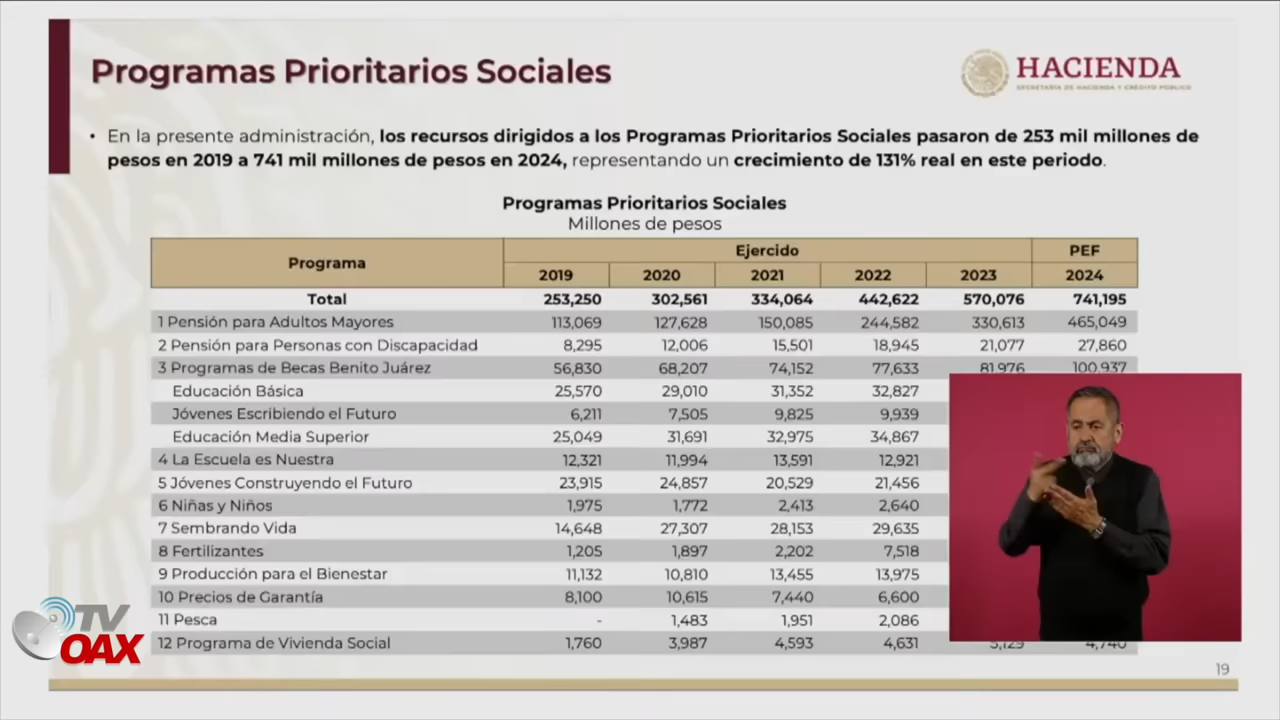 Programas Prioritarios Sociales
HACIENDA
SECRETARÍA DE HACIENDA Y CRÉDITO PÚBLICO
• En la presente administración, los recursos dirigidos a los Programas Prioritarios Sociales pasaron de 253 mil millones de
pesos en 2019 a 741 mil millones de pesos en 2024, representando un crecimiento de 131% real en este periodo.
Programas Prioritarios Sociales
Millones de pesos
Programa Ejercido PEF
2019 2020 2021 2022 2023 2024
Total 253,250 302,561 334,064 442,622 570,076 741,195
1 Pensión para Adultos Mayores 113,069 127,628 150,085 244,582 330,613 465,049
2 Pensión para Personas con Discapacidad 8,295 12,006 15,501 18,945 21,077 27,860
3 Programas de Becas Benito Juárez 56,830 68,207 74,152 77,633 81,976 100,937
Educación Básica 25,570 29,010 31,352 32,827
Jóvenes Escribiendo el Futuro 6,211 7,505 9,825 9,939
Educación Media Superior 25,049 31,691 32,975 34,867
4 La Escuela es Nuestra 12,321 11,994 13,591 12,921
5 Jóvenes Construyendo el Futuro 23,915 24,857 20,529 21,456
6 Niñas y Niños 1,975 1,772 2,413 2,640
7 Sembrando Vida 14,648 27,307 28,153 29,635
8 Fertilizantes 1,205 1,897 2,202 7,518
9 Producción para el Bienestar 11,132 10,810 13,455 13,975
10 Precios de Garantía 8,100 10,615 7,440 6,600
11 Pesca - 1,483 1,951 2,086
12 Programa de Vivienda Social 1,760 3,987 4,593 4,631 5,129 4,740
TV
OAX
19